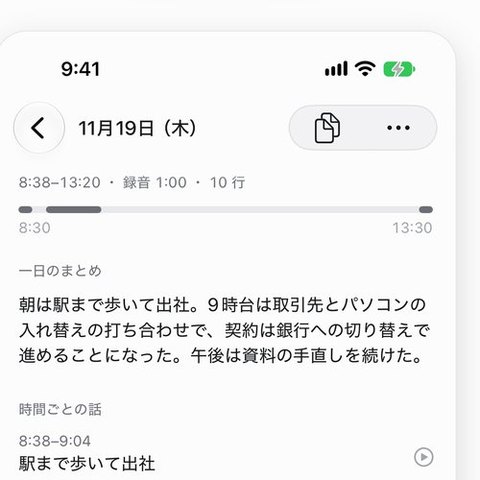 9:41
11月19日（木）
8:38–13:20 ・ 録音 1:00 ・ 10 行
8:30
13:30
一日のまとめ
朝は駅まで歩いて出社。9時台は取引先とパソコンの
入れ替えの打ち合わせで、契約は銀行への切り替えで
進めることになった。午後は資料の手直しを続けた。
時間ごとの話
8:38–9:04
駅まで歩いて出社